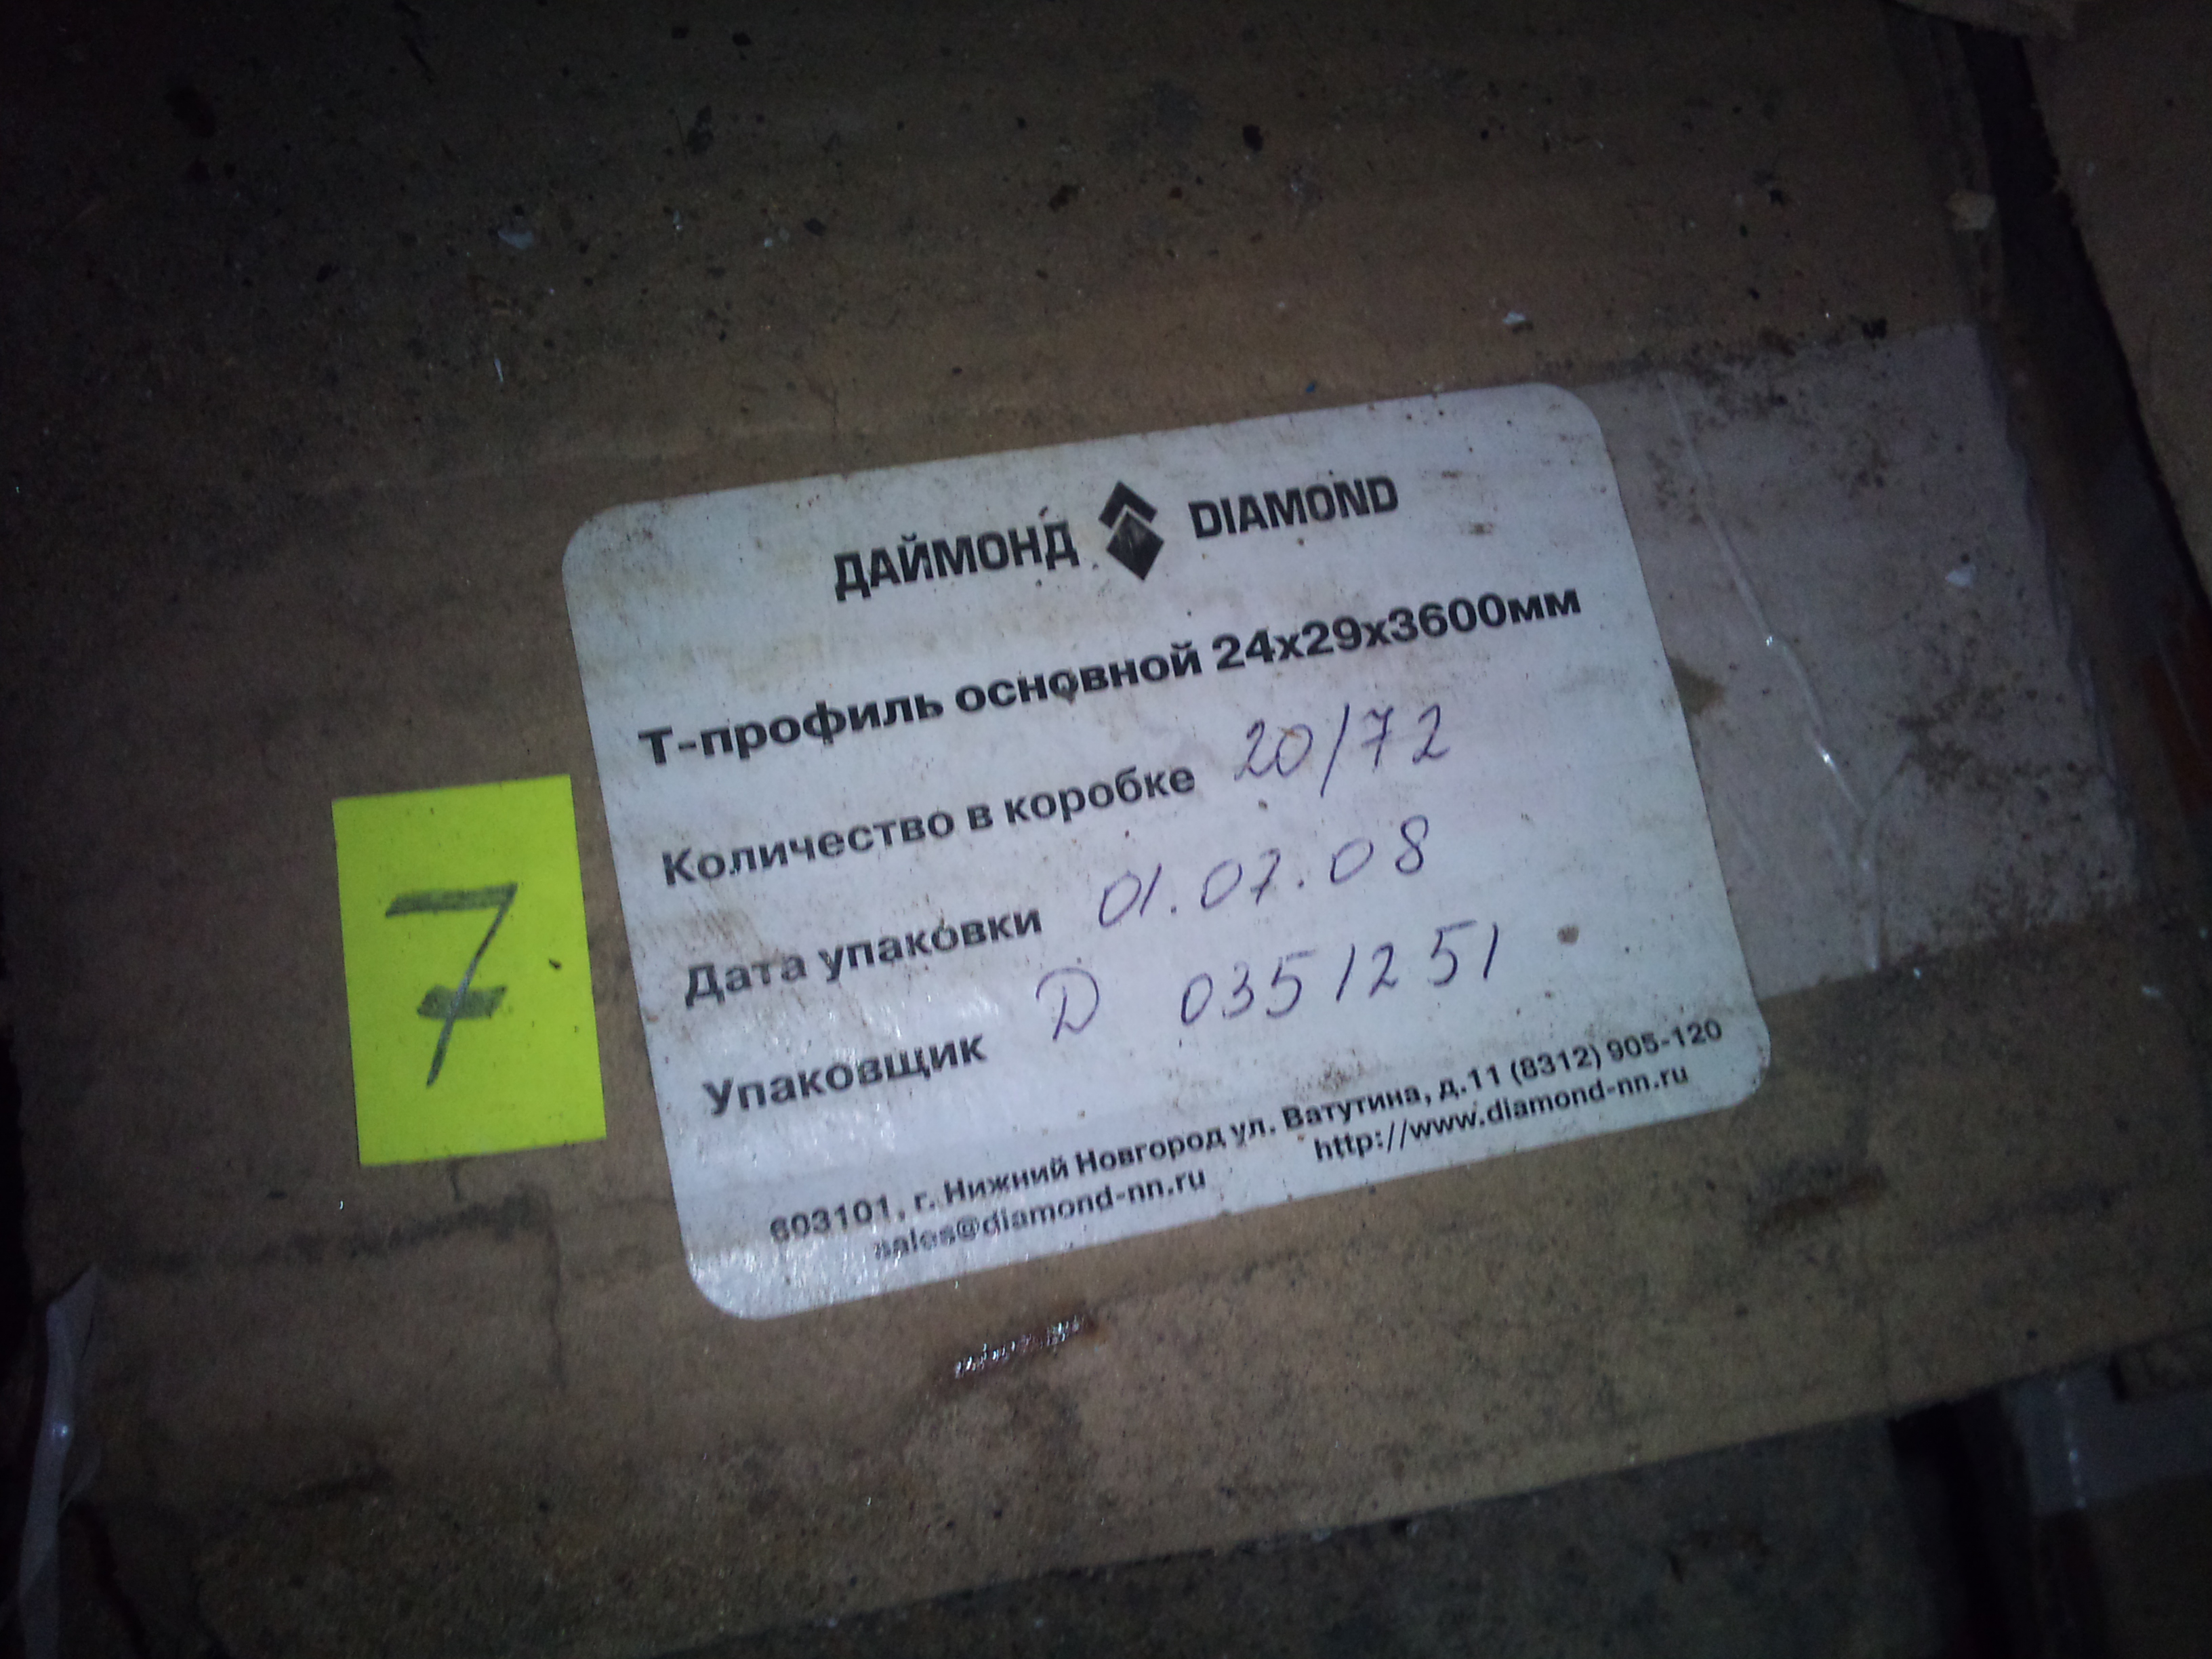 ДАЙМОНД DIAMOND
Т-профиль основной 24х29х3600мм
Количество в коробке 20/72
Дата упаковки 01.07.08
Упаковщик D 0351251
603101, г. Нижний Новгород ул. Ватутина, д.11 (8312) 905-120
sales@diamond-nn.ru http://www.diamond-nn.ru
7